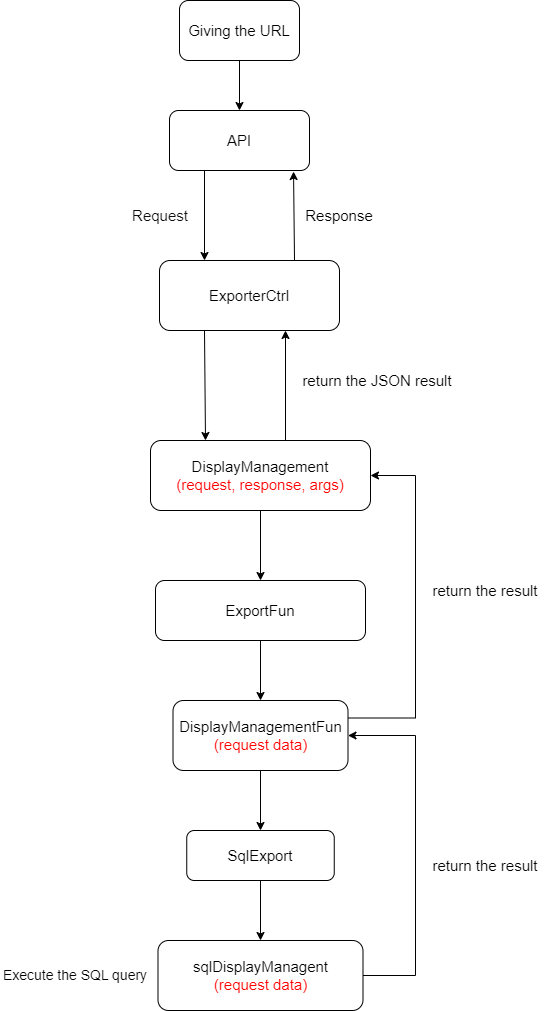 Giving the URL
API
Request
Response
ExporterCtrl
return the JSON result
DisplayManagement
(request, response, args)
return the result
ExportFun
DisplayManagementFun
(request data)
SqlExport
return the result
Execute the SQL query
sqlDisplayManagent
(request data)